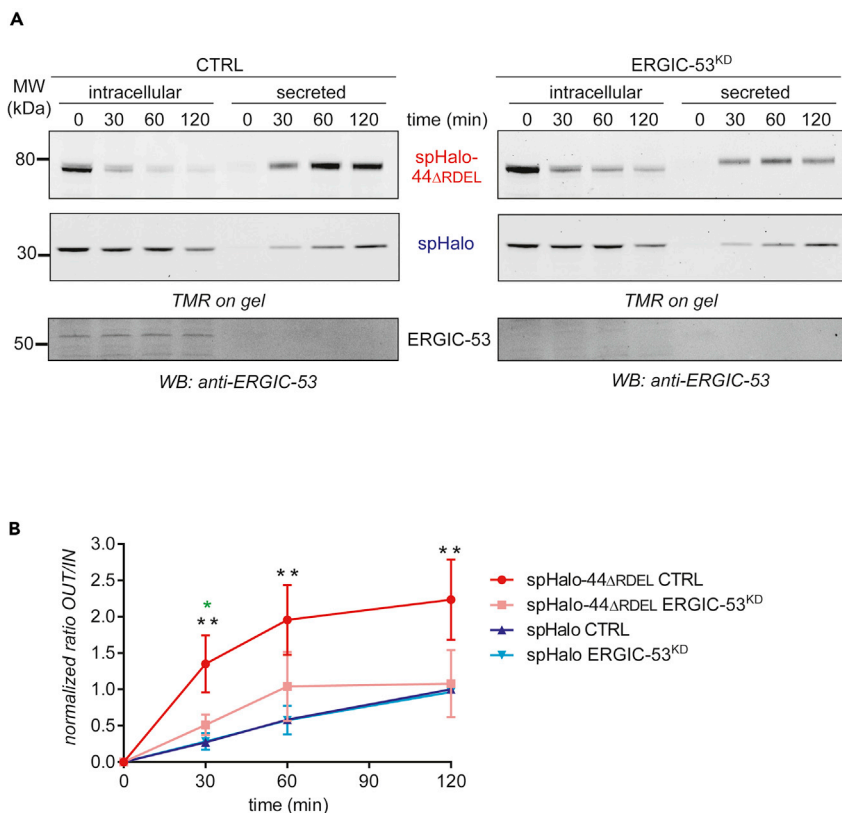 A
CTRL
ERGIC-53KD
MW
(kDa)
intracellular secreted
intracellular secreted
0 30 60 120 0 30 60 120
time (min)
0 30 60 120 0 30 60 120
80
spHalo-
44ΔRDEL
30
spHalo
TMR on gel
TMR on gel
50
ERGIC-53
WB: anti-ERGIC-53
WB: anti-ERGIC-53
B
normalized ratio OUT/IN
3.0
2.5
2.0
1.5
1.0
0.5
0.0
*
**
**
**
0 30 60 90 120
time (min)
spHalo-44ΔRDEL CTRL
spHalo-44ΔRDEL ERGIC-53KD
spHalo CTRL
spHalo ERGIC-53KD